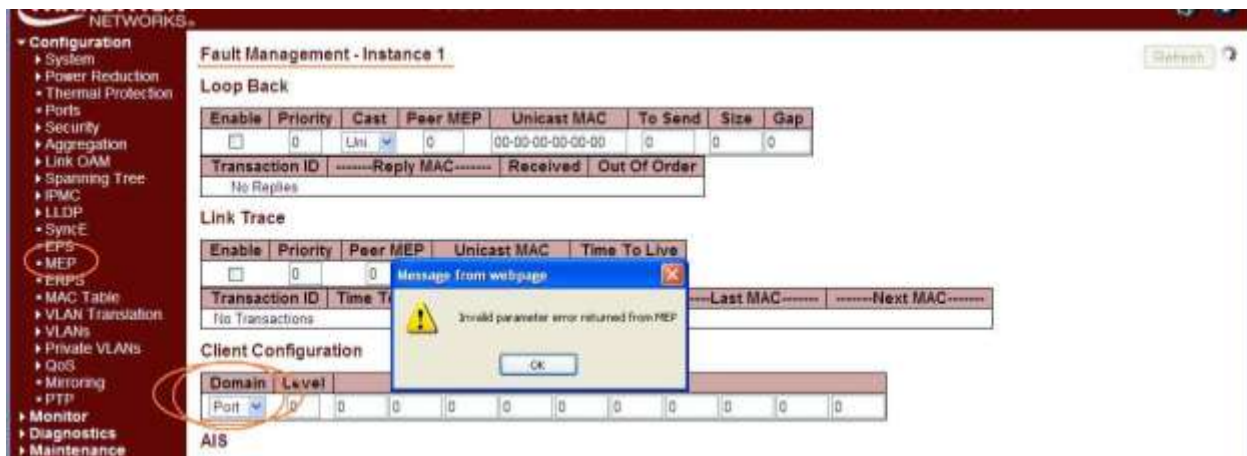 NETWORKS
Configuration
System
Power Reduction
Thermal Protection
Ports
Security
Aggregation
Link OAM
Spanning Tree
IPMC
LLDP
SyncE
EPS
MEP
ERPS
MAC Table
VLAN Translation
VLANs
Private VLANs
QoS
Mirroring
PTP
Monitor
Diagnostics
Maintenance
Fault Management - Instance 1
Refresh
Loop Back
Enable Priority Cast Peer MEP Unicast MAC To Send Size Gap
0 Uni 0 00-00-00-00-00-00 0 0 0
Transaction ID -------Reply MAC------- Received Out Of Order
No Replies
Link Trace
Enable Priority Peer MEP Unicast MAC Time To Live
0 0
Transaction ID Time T ----Last MAC------- -------Next MAC-------
No Transactions
Message from webpage
Invalid parameter error returned from MEP
OK
Client Configuration
Domain Level
Port 0 0 0 0 0 0 0 0 0 0
AIS